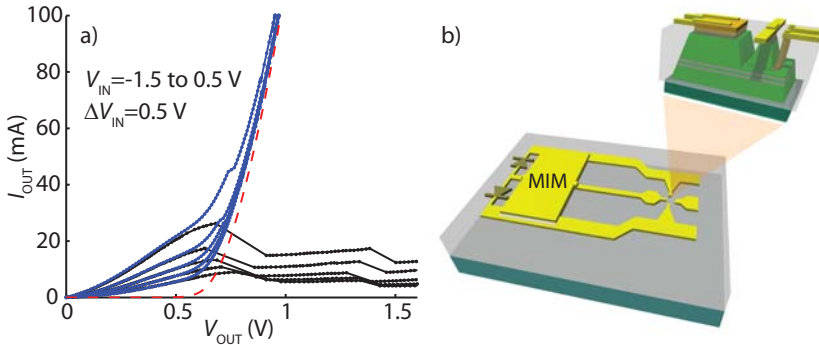 a)
V_IN=-1.5 to 0.5 V
ΔV_IN=0.5 V
I_OUT (mA)
100
80
60
40
20
0
0
0.5
1
1.5
V_OUT (V)
b)
MIM